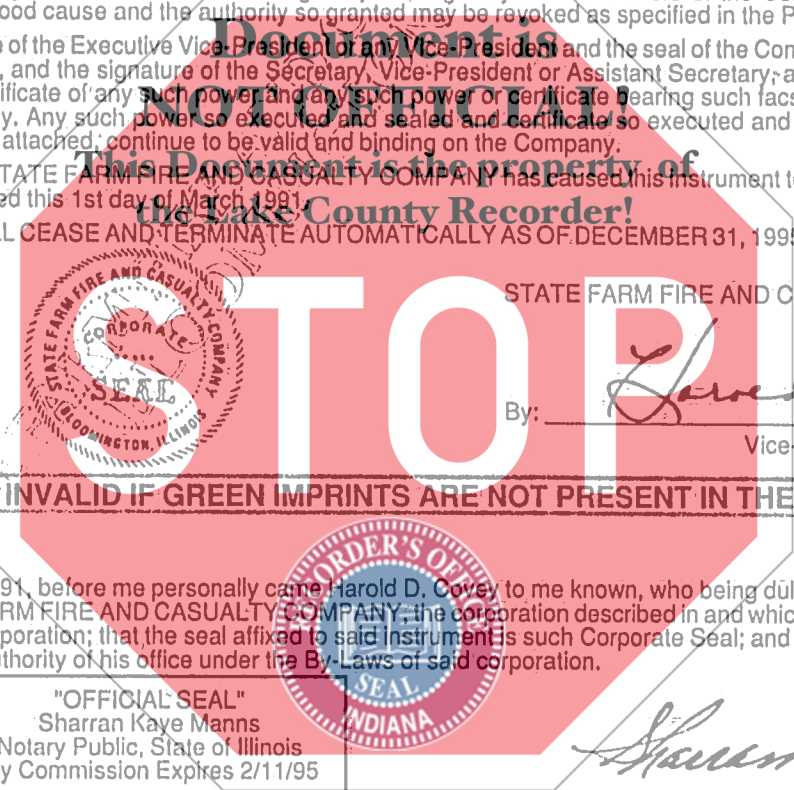 ood cause and the authority so granted may be revoked as specified in the P
Document is
e of the Executive Vice-President or any Vice-President and the seal of the Com
, and the signature of the Secretary, Vice-President or Assistant Secretary, a
NOT OFFICIAL!
ificate of any such power and any such power or certificate bearing such facs
y. Any such power so executed and sealed and certificate so executed and
attached, continue to be valid and binding on the Company.
This Document is the property of
TATE FARM FIRE AND CASUALTY COMPANY has caused this instrument t
ed this 1st day of March 1991.
the Lake County Recorder!
L CEASE AND TERMINATE AUTOMATICALLY AS OF DECEMBER 31, 1995
STOP
STATE FARM FIRE AND CASUALTY COMPANY
CORPORATE
SEAL
BLOOMINGTON, ILLINOIS
STATE FARM FIRE AND C
By:
Vice-
INVALID IF GREEN IMPRINTS ARE NOT PRESENT IN THE
RECORDER'S OFFICE
SEAL
INDIANA
91, before me personally came Harold D. Covey to me known, who being dul
RM FIRE AND CASUALTY COMPANY, the corporation described in and whic
poration; that the seal affixed to said instrument is such Corporate Seal; and
thority of his office under the By-Laws of said corporation.
"OFFICIAL SEAL"
Sharran Kaye Manns
Notary Public, State of Illinois
y Commission Expires 2/11/95
Sharran